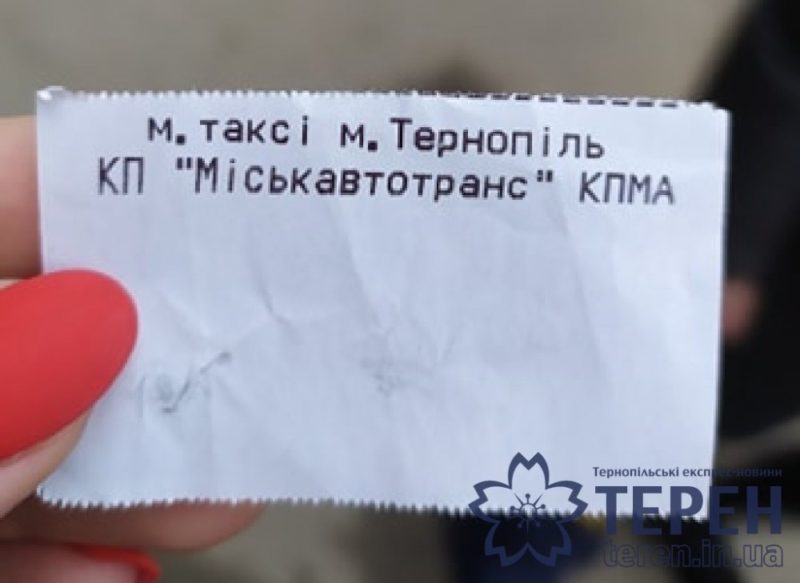 м.таксі м.Тернопіль
КП "Міськавтотранс" КПМА
Тернопільські експрес-новини
ТЕРЕН
teren.in.ua